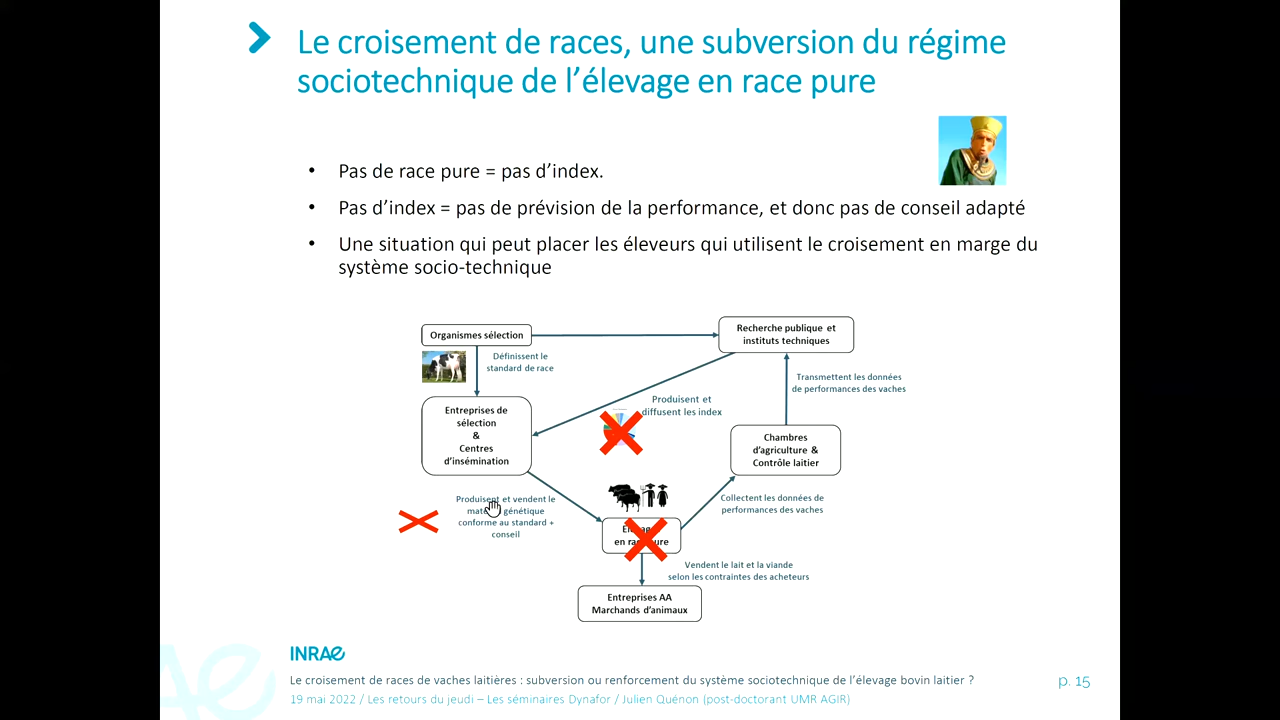 Le croisement de races, une subversion du régime
sociotechnique de l'élevage en race pure
• Pas de race pure = pas d'index.
• Pas d'index = pas de prévision de la performance, et donc pas de conseil adapté
• Une situation qui peut placer les éleveurs qui utilisent le croisement en marge du
système socio-technique
Organismes sélection
Recherche publique et
instituts techniques
Définissent le
standard de race
Transmettent les données
de performances des vaches
Produisent et
diffusent les index
Entreprises de
sélection
&
Centres
d'insémination
Chambres
d'agriculture &
Contrôle laitier
Produisent et vendent le
génétique
conforme au standard +
conseil
Collectent les données de
performances des vaches
en
Vendent le lait et la viande
selon les contraintes des acheteurs
Entreprises AA
Marchands d'animaux
INRAE
Le croisement de races de vaches laitières : subversion ou renforcement du système sociotechnique de l'élevage bovin laitier ?
19 mai 2022 / Les retours du jeudi – Les séminaires Dynafor / Julien Quénon (post-doctorant UMR AGIR)
p. 15